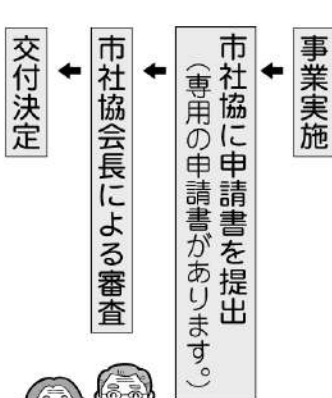 事業実施
←
市社協に申請書を提出
(専用の申請書があります。)
←
市社協会長による審査
←
交付決定